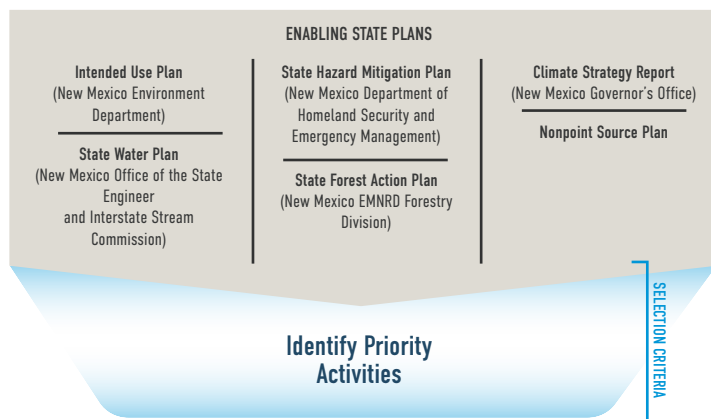 ENABLING STATE PLANS
Intended Use Plan
(New Mexico Environment
Department)
State Water Plan
(New Mexico Office of the State
Engineer
and Interstate Stream
Commission)
State Hazard Mitigation Plan
(New Mexico Department of
Homeland Security and
Emergency Management)
State Forest Action Plan
(New Mexico EMNRD Forestry
Division)
Climate Strategy Report
(New Mexico Governor's Office)
Nonpoint Source Plan
SELECTION CRITERIA
Identify Priority
Activities